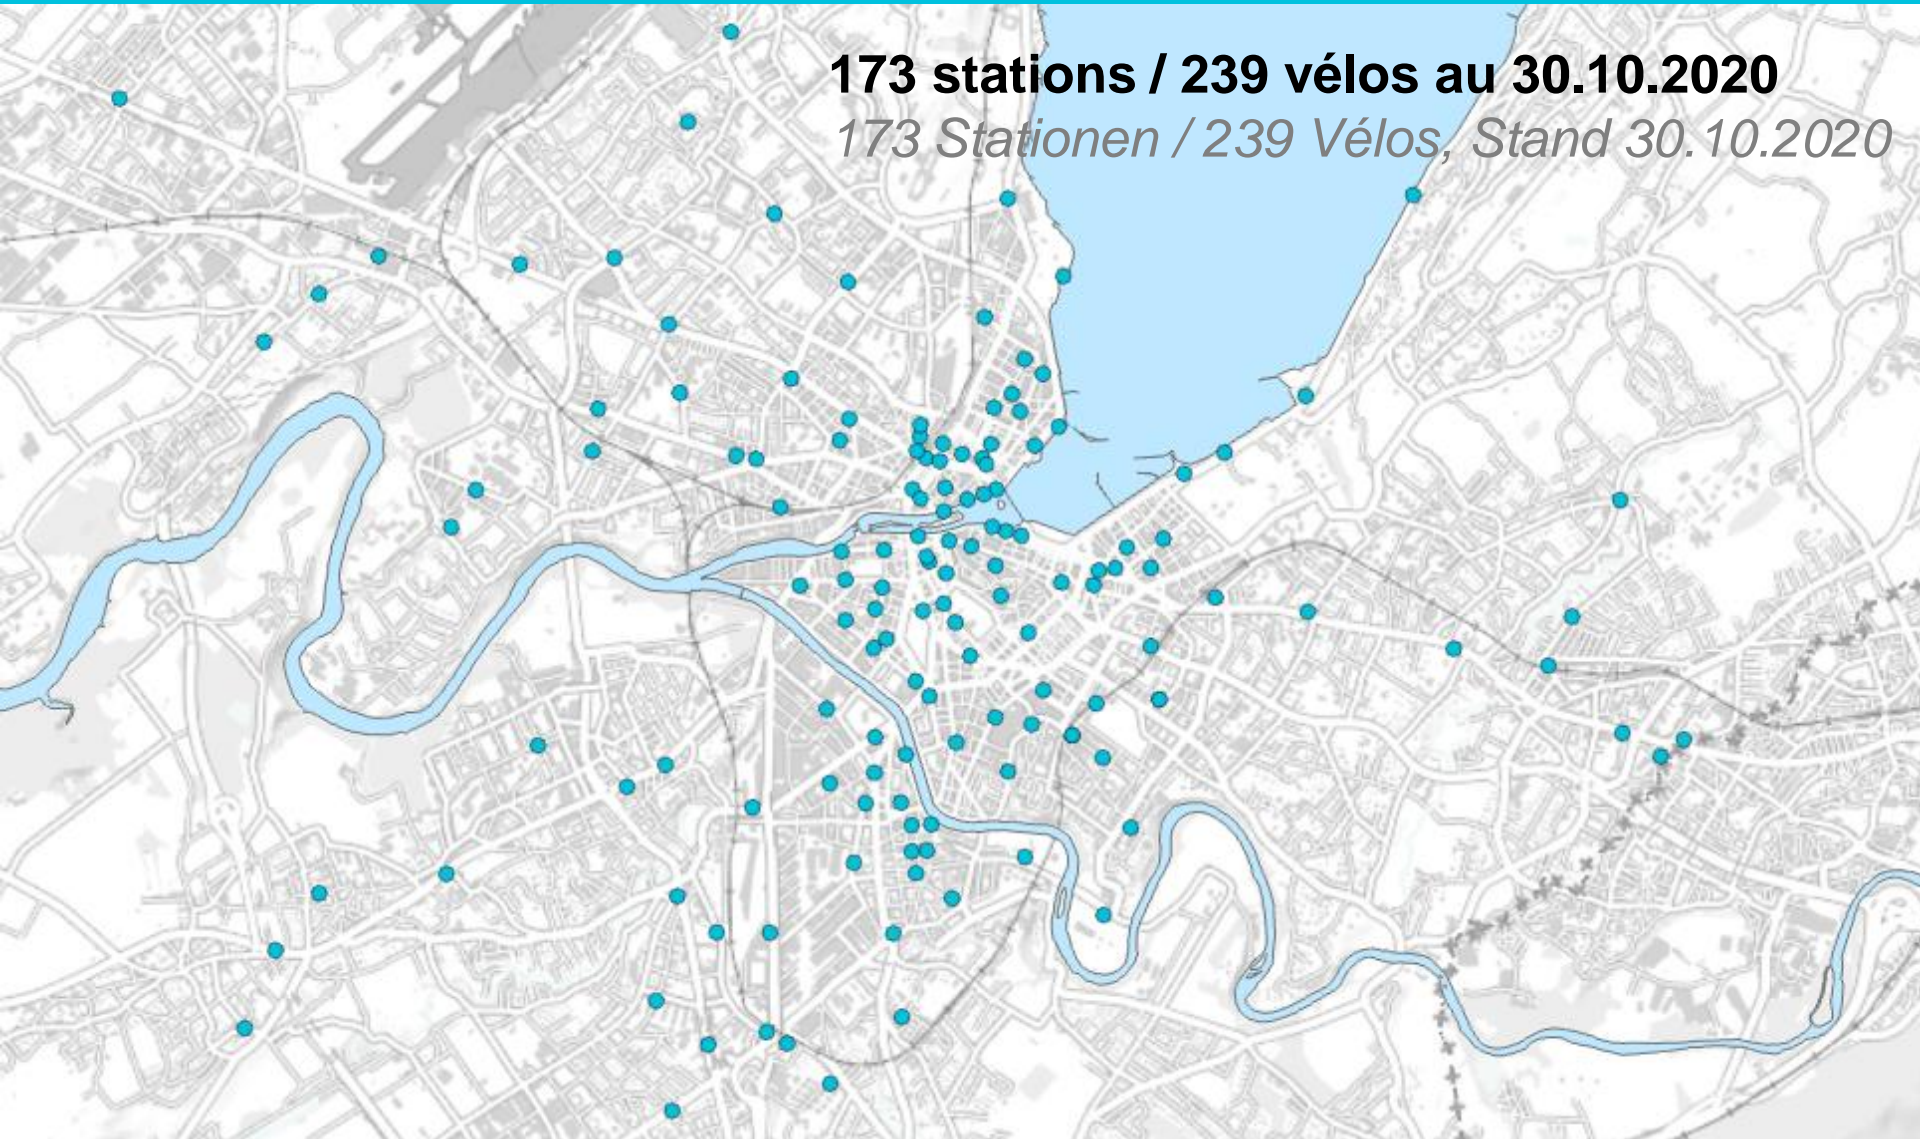 173 stations / 239 vélos au 30.10.2020
173 Stationen / 239 Vélos, Stand 30.10.2020